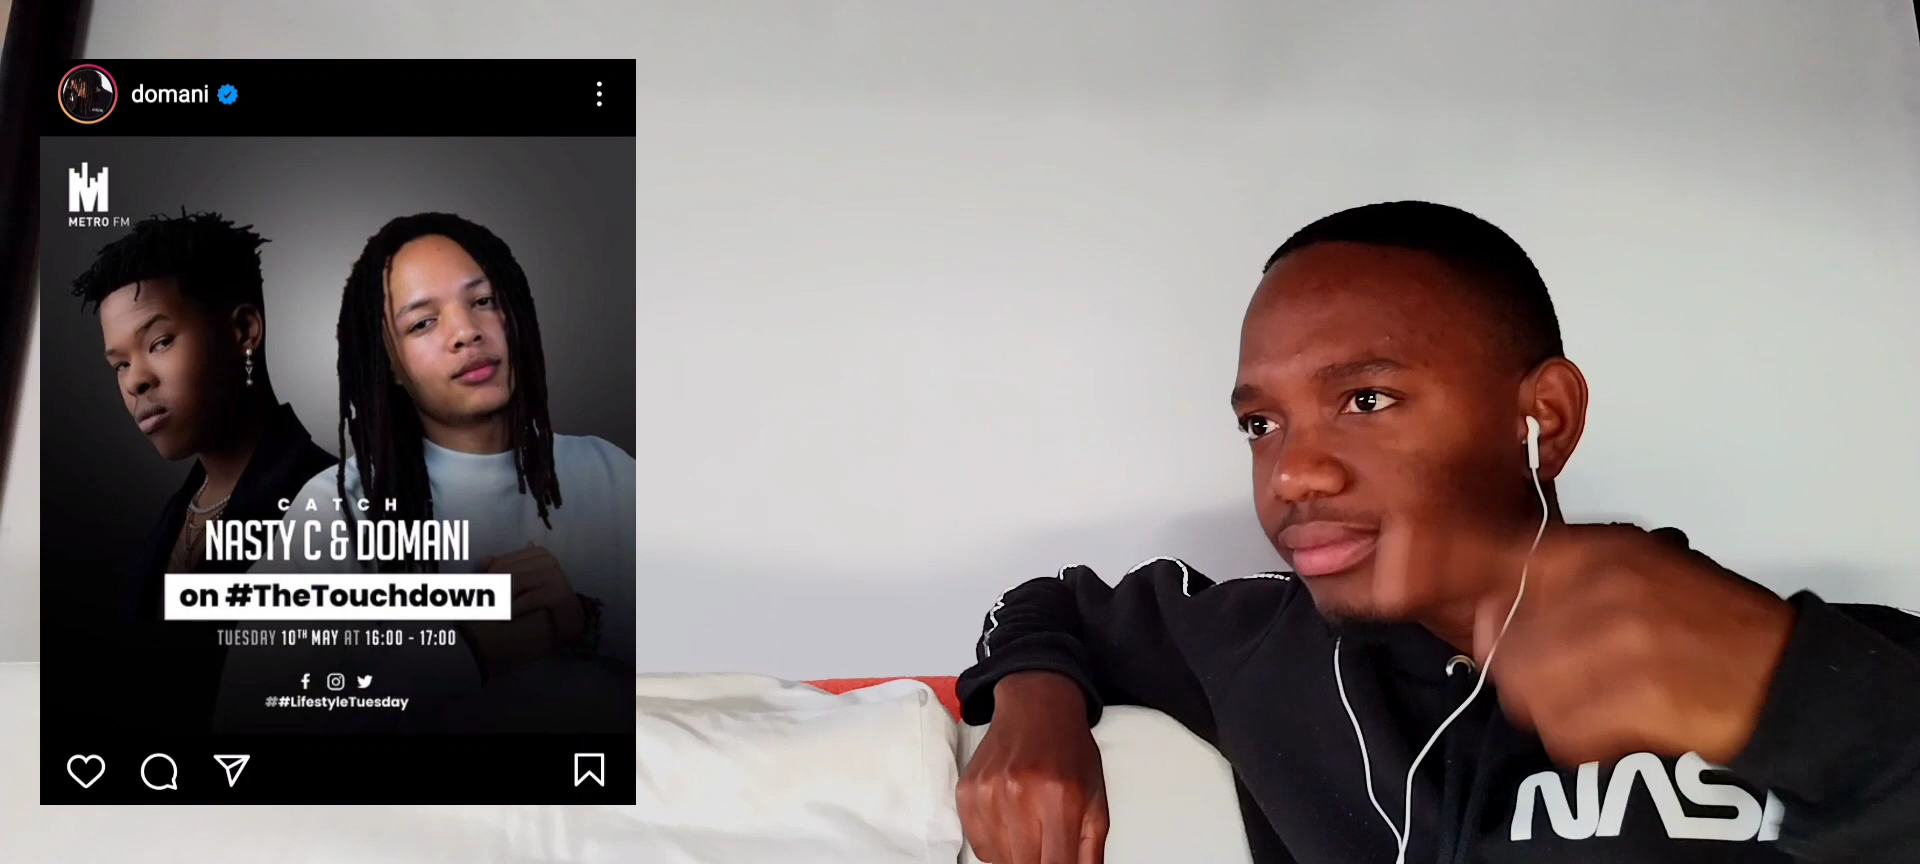 domani
METRO FM
CATCH
NASTY C & DOMANI
on #TheTouchdown
TUESDAY 10TH MAY AT 16:00 - 17:00
##LifestyleTuesday
NAS